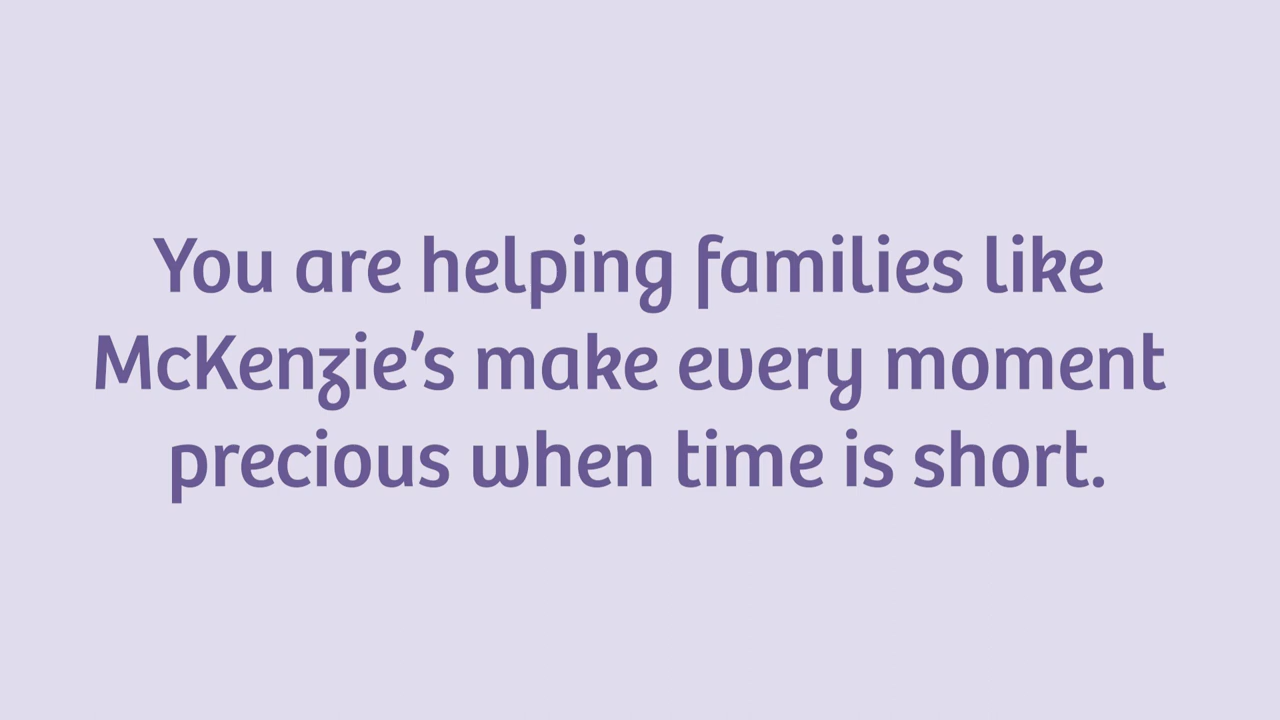 You are helping families like
McKenzie’s make every moment
precious when time is short.